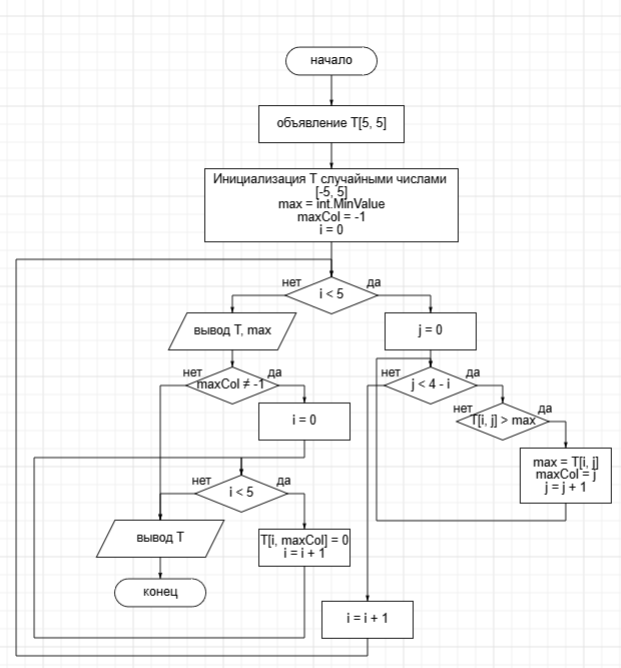 начало
объявление T[5, 5]
Инициализация T случайными числами
[-5, 5]
max = int.MinValue
maxCol = -1
i = 0
нет
да
i < 5
вывод T, max
j = 0
нет
да
maxCol ≠ -1
нет
да
j < 4 - i
i = 0
нет
да
T[i, j] > max
max = T[i, j]
maxCol = j
j = j + 1
нет
да
i < 5
вывод T
T[i, maxCol] = 0
i = i + 1
конец
i = i + 1